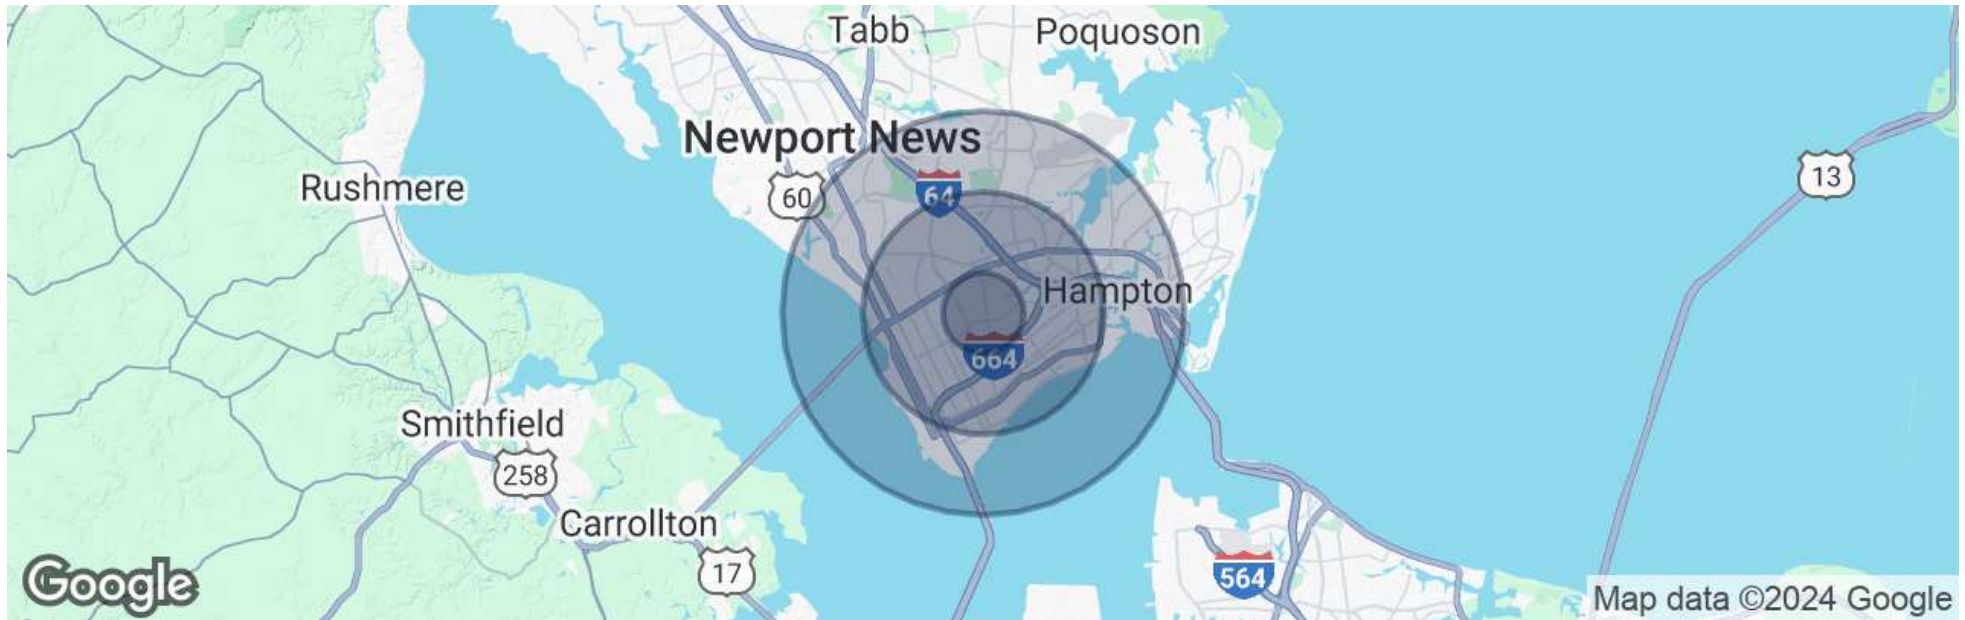 Tabb
Poquoson
Newport News
13
Rushmere
60
64
Hampton
664
Smithfield
258
Carrollton
17
564
Google
Map data ©2024 Google